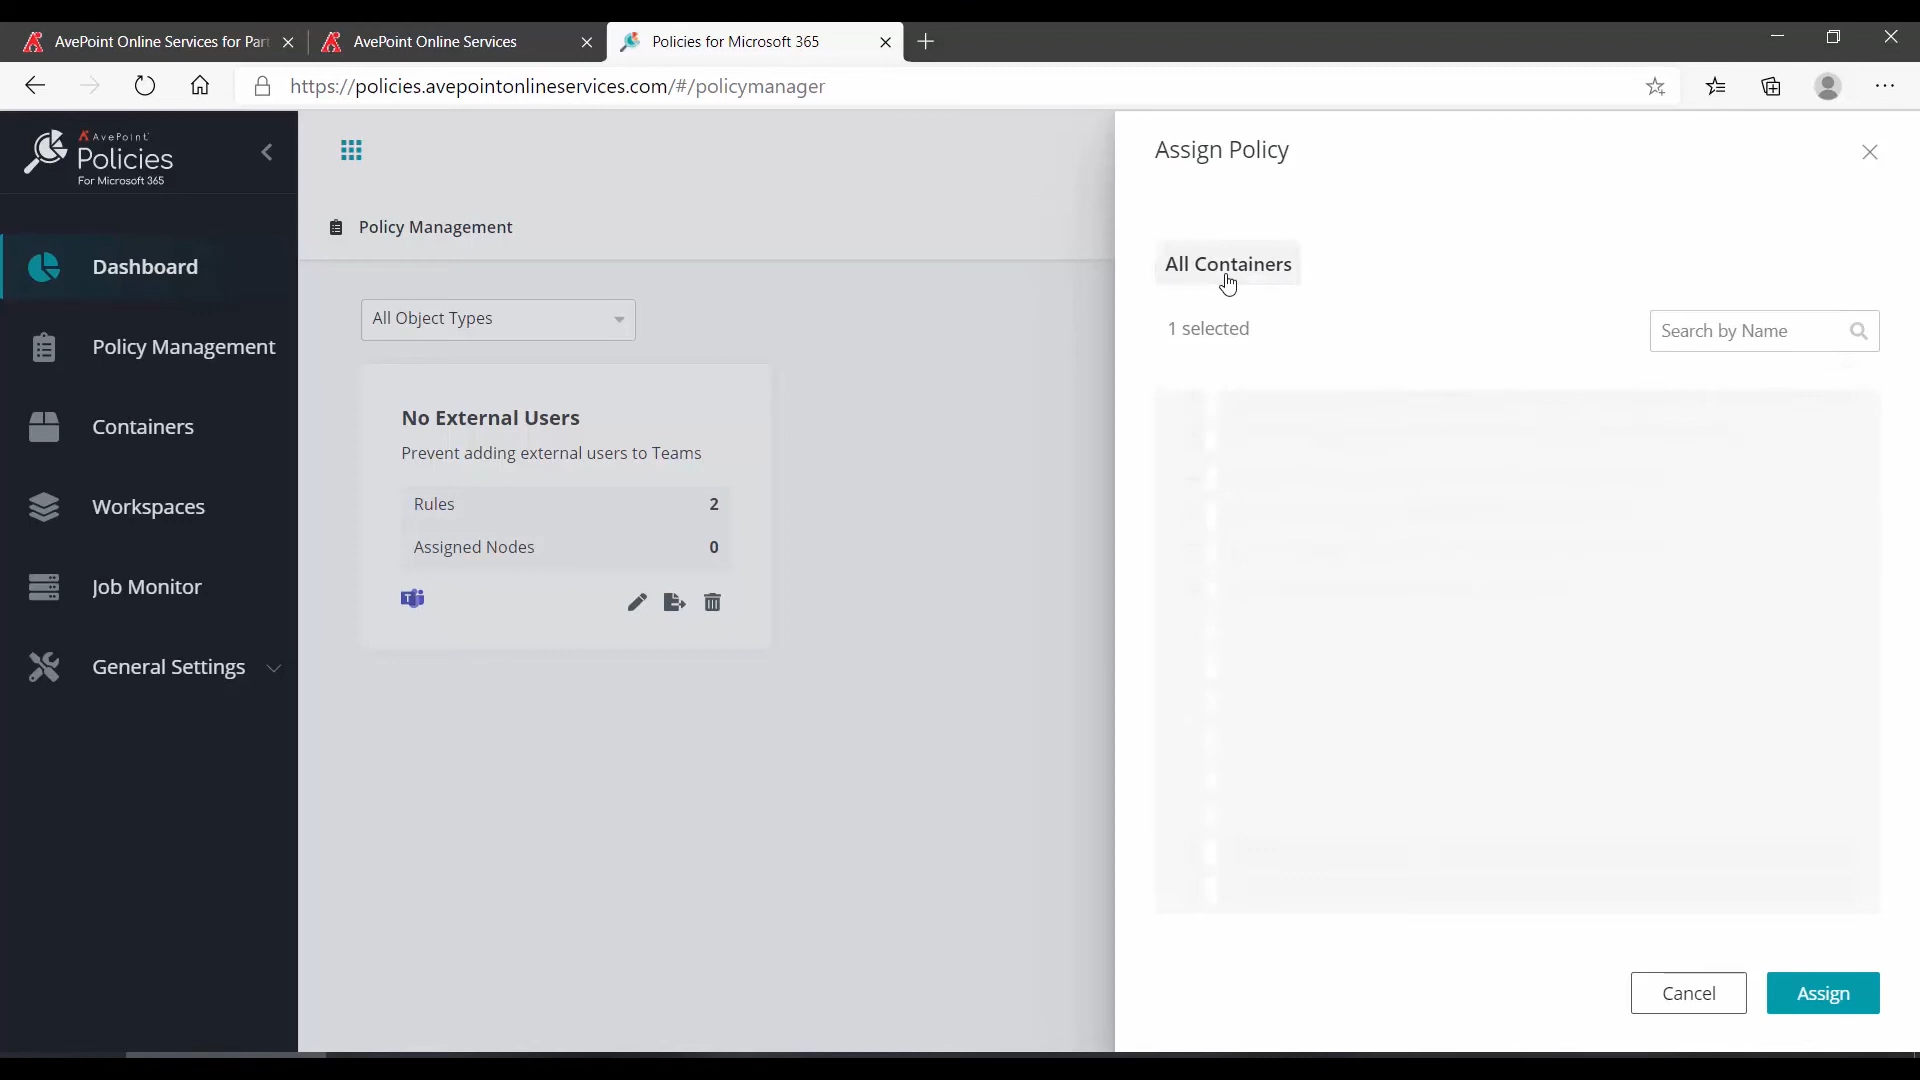 AvePoint Online Services for Part
AvePoint Online Services
Policies for Microsoft 365
https://policies.avepointonlineservices.com/#/policymanager
AvePoint
Policies
For Microsoft 365
Dashboard
Policy Management
Containers
Workspaces
Job Monitor
General Settings
Policy Management
All Object Types
No External Users
Prevent adding external users to Teams
Rules 2
Assigned Nodes 0
Assign Policy
All Containers
1 selected
Search by Name
Cancel
Assign